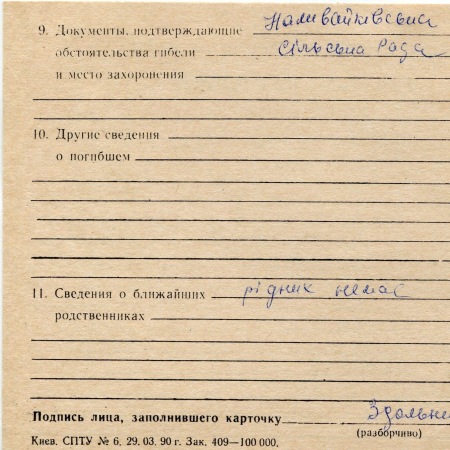 9. Документы, подтверждающие Наливайківська
обстоятельства гибели сільська Рада
и место захоронения
10. Другие сведения
о погибшем
11. Сведения о ближайших рідних немає
родственниках
Подпись лица, заполнившего карточку
(разборчиво)
Киев. СПТУ № 6. 29. 03. 90 г. Зак. 409—100 000.